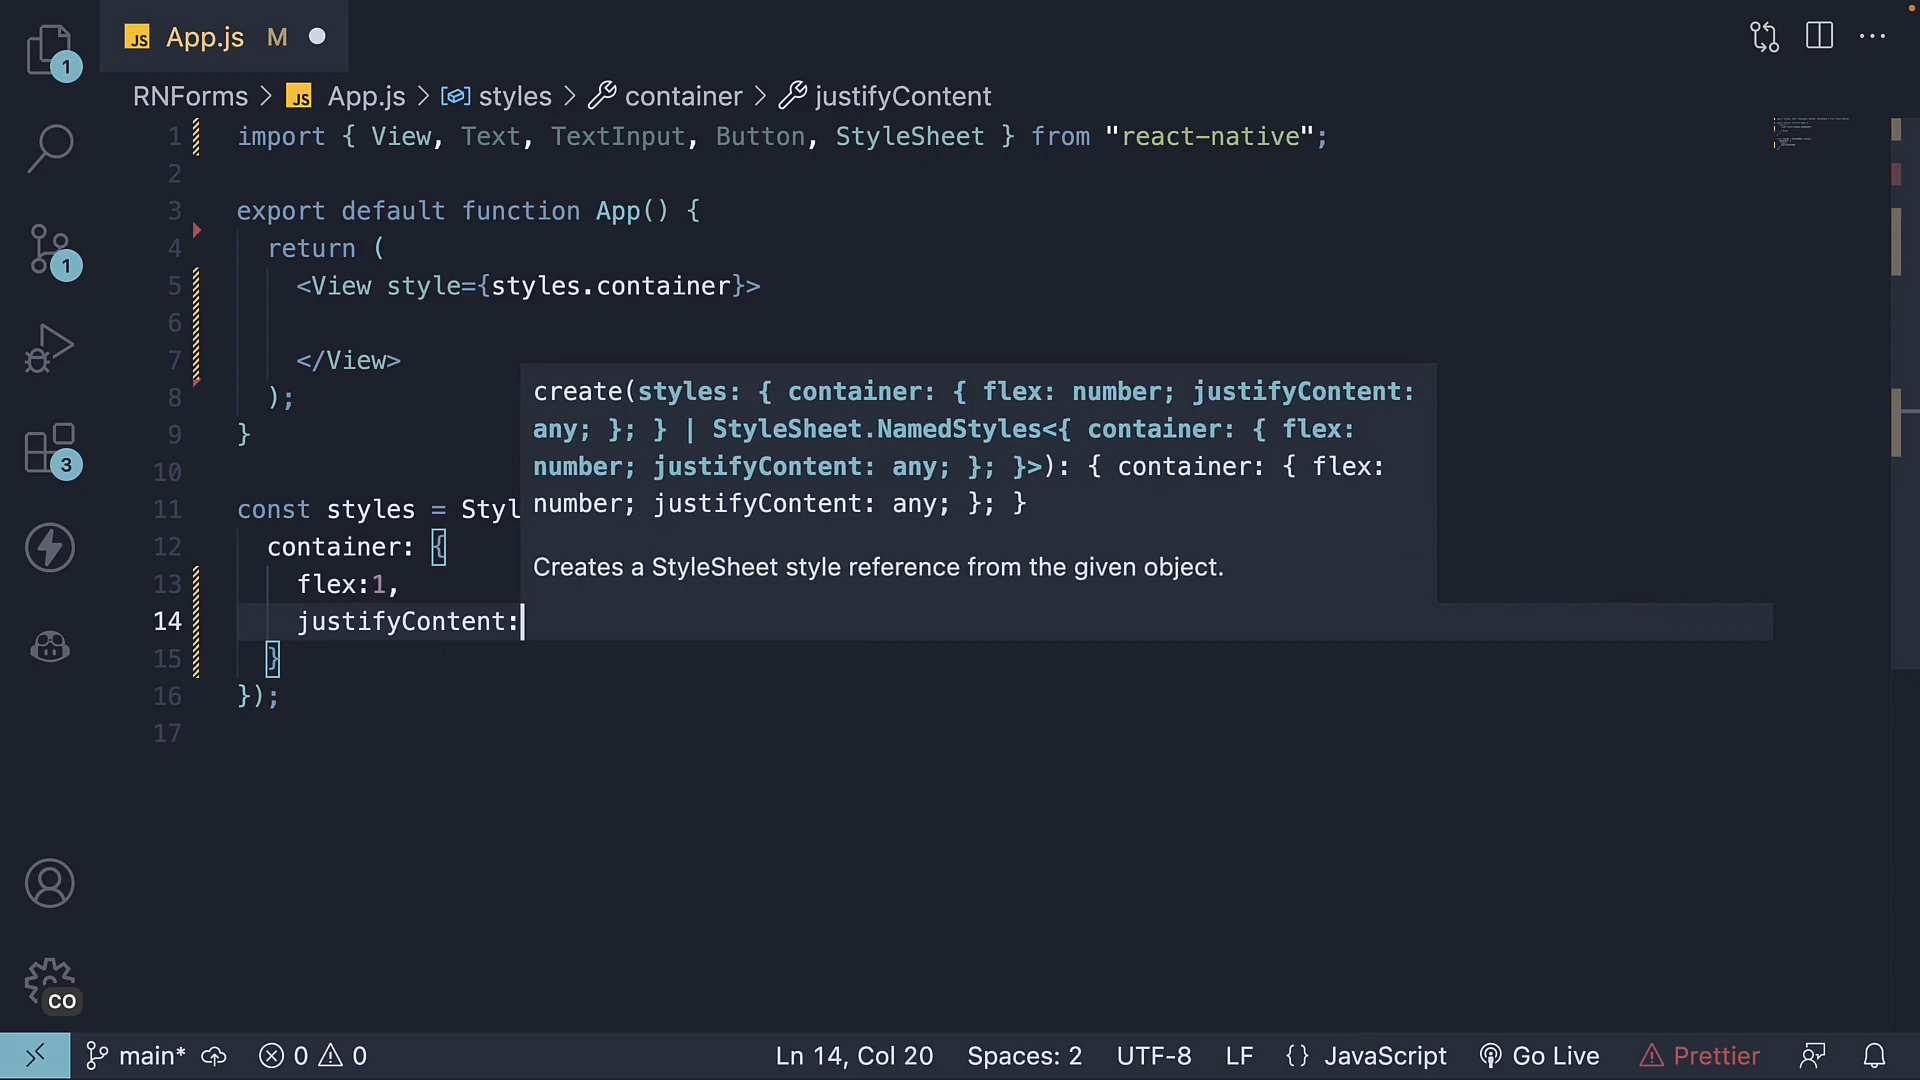 JS App.js M
1
RNForms > JS App.js > styles > container > justifyContent
1 import { View, Text, TextInput, Button, StyleSheet } from "react-native";
2
3 export default function App() {
4 return (
5 <View style={styles.container}>
6
7 </View>
8 );
9 }
10
11 const styles = Styl
12 container: {
13 flex:1,
14 justifyContent:
15 }
16 });
17
create(styles: { container: { flex: number; justifyContent:
any; }; } | StyleSheet.NamedStyles<{ container: { flex:
number; justifyContent: any; }; }>): { container: { flex:
number; justifyContent: any; }; }
Creates a StyleSheet style reference from the given object.
1
3
CO
main* 0 0 Ln 14, Col 20 Spaces: 2 UTF-8 LF {} JavaScript Go Live Prettier